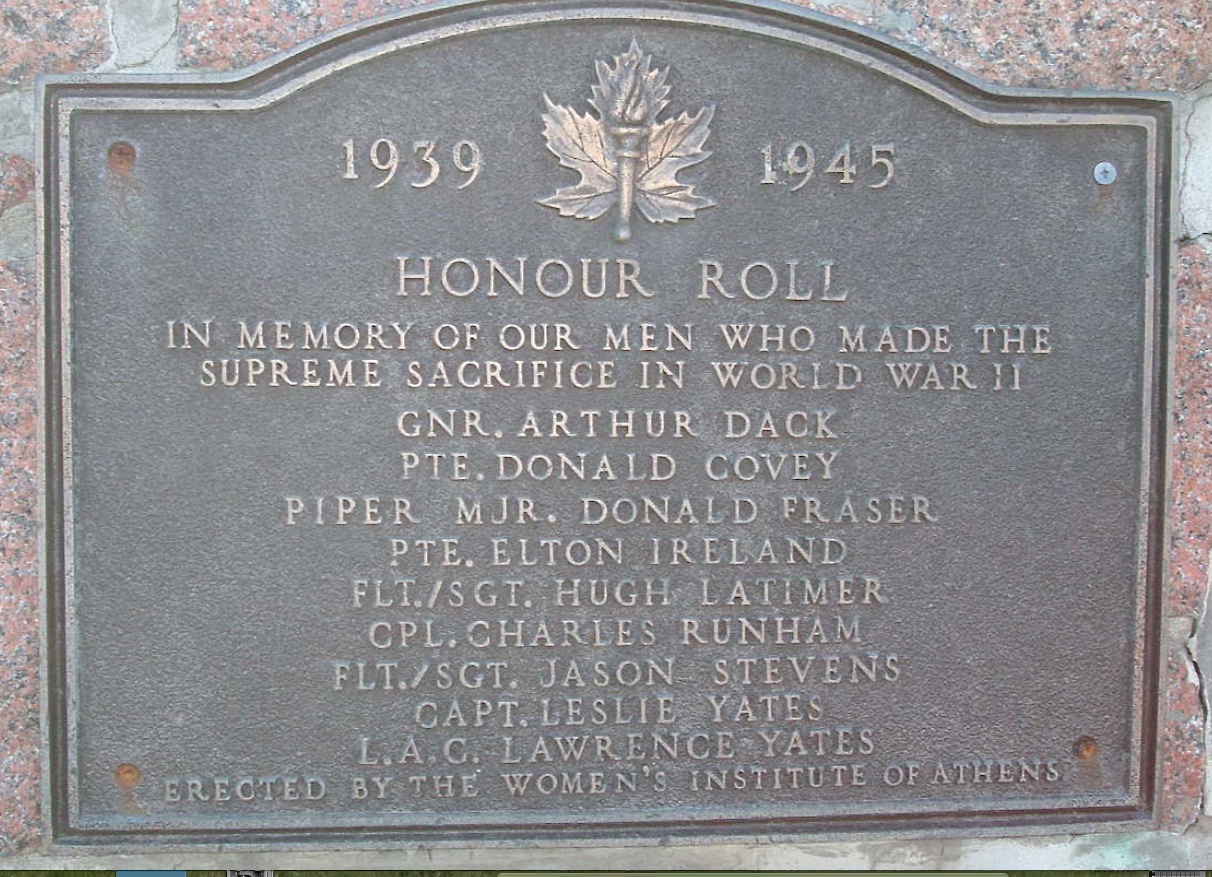 1939 1945
HONOUR ROLL
IN MEMORY OF OUR MEN WHO MADE THE
SUPREME SACRIFICE IN WORLD WAR II
GNR. ARTHUR DACK
PTE. DONALD COVEY
PIPER MJR. DONALD FRASER
PTE. ELTON IRELAND
FLT./SGT. HUGH LATIMER
CPL. CHARLES RUNHAM
FLT./SGT. JASON STEVENS
CAPT. LESLIE YATES
L.A.C. LAWRENCE YATES
ERECTED BY THE WOMEN'S INSTITUTE OF ATHENS